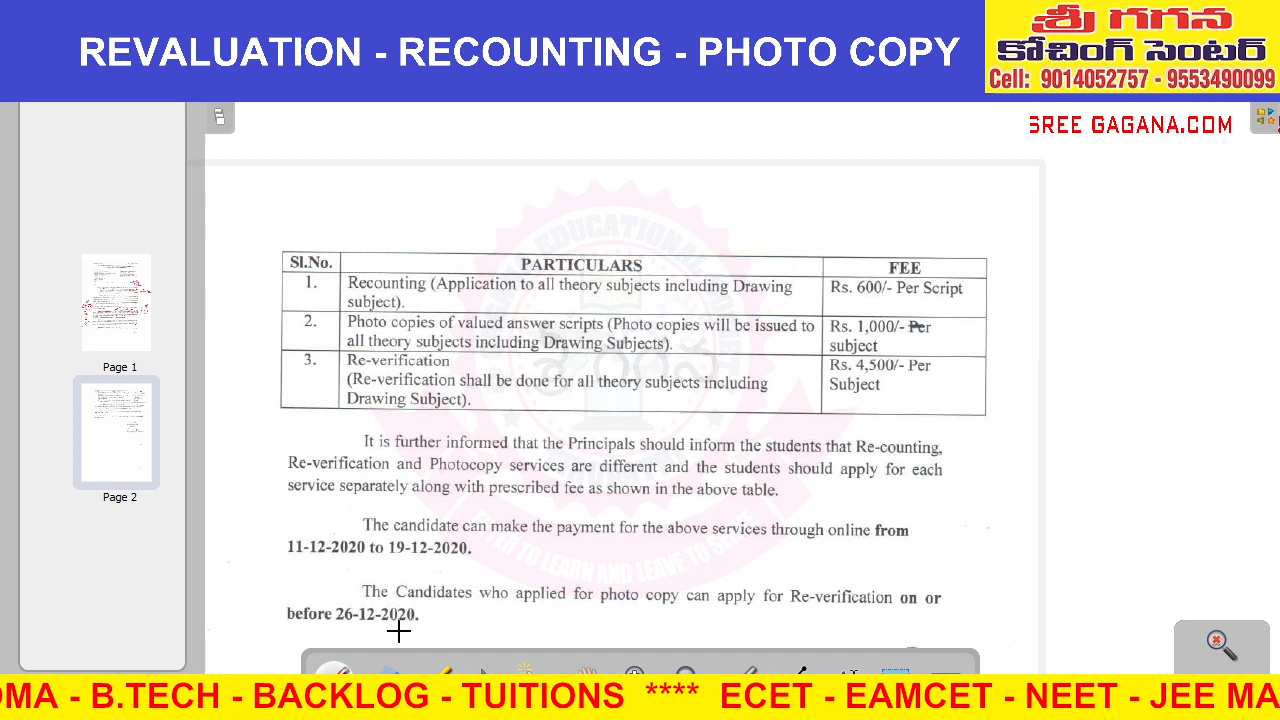 REVALUATION - RECOUNTING - PHOTO COPY
శ్రీ గగన
కోచింగ్ సెంటర్
Cell: 9014052757 - 9553490099
SREE GAGANA.COM
Page 1
Page 2
Sl.No. PARTICULARS FEE
1. Recounting (Application to all theory subjects including Drawing Rs. 600/- Per Script
subject).
2. Photo copies of valued answer scripts (Photo copies will be issued to Rs. 1,000/- Per
all theory subjects including Drawing Subjects). subject
3. Re-verification Rs. 4,500/- Per
(Re-verification shall be done for all theory subjects including Subject
Drawing Subject).
It is further informed that the Principals should inform the students that Re-counting,
Re-verification and Photocopy services are different and the students should apply for each
service separately along with prescribed fee as shown in the above table.
The candidate can make the payment for the above services through online from
11-12-2020 to 19-12-2020.
The Candidates who applied for photo copy can apply for Re-verification on or
before 26-12-2020.
OMA - B.TECH - BACKLOG - TUITIONS **** ECET - EAMCET - NEET - JEE MA